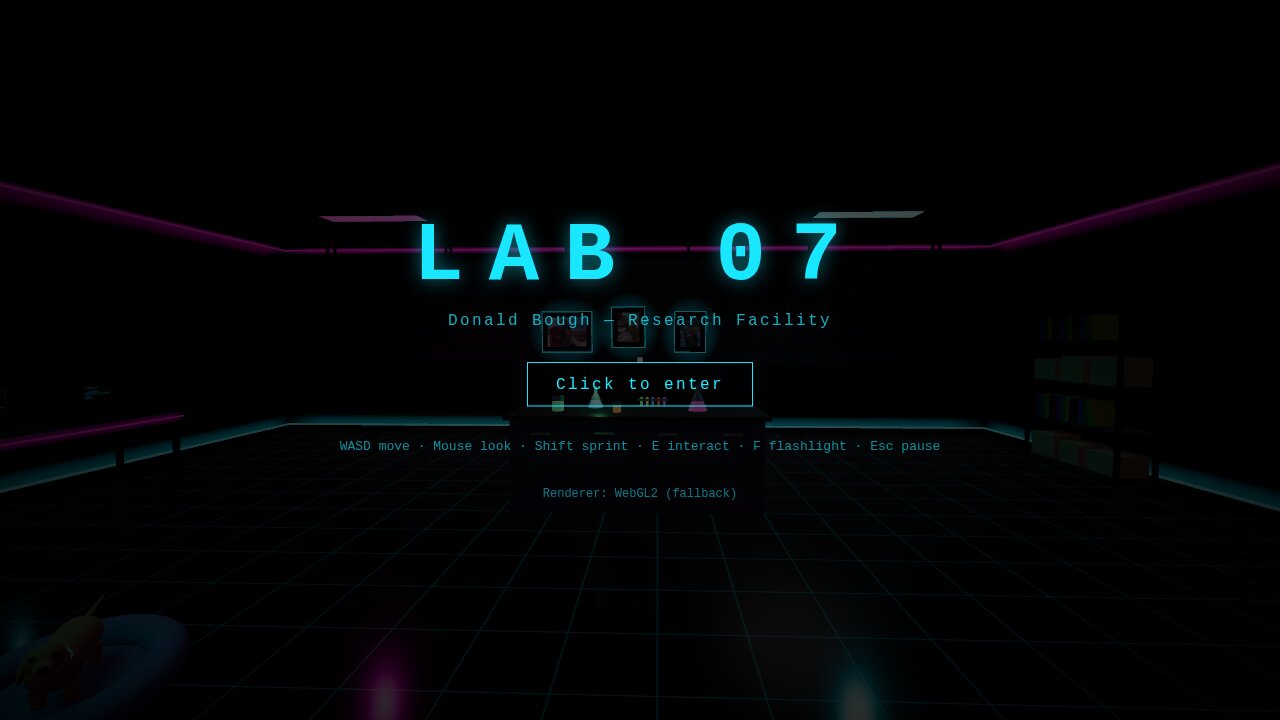 LAB 07
Donald Bough — Research Facility
Click to enter
WASD move · Mouse look · Shift sprint · E interact · F flashlight · Esc pause
Renderer: WebGL2 (fallback)